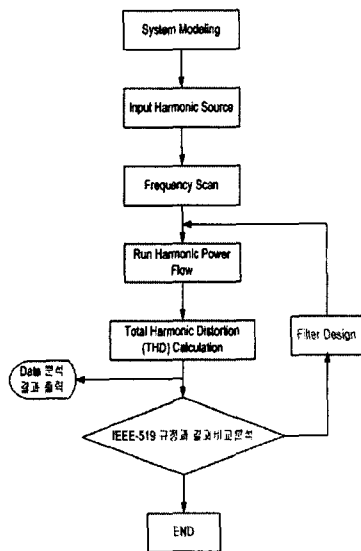 System Modeling
Input Harmonic Source
Frequency Scan
Run Harmonic Power
Flow
Total Harmonic Distortion
(THD) Calculation
Filter Design
Data 분석
결과 출력
IEEE-519 규정과 결과비교분석
END